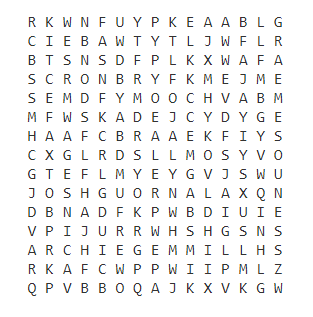 R K W N F U Y P K E A A B L G
C I E B A W T Y T L J W F L R
B T S N S D F P L K X W A F A
S C R O N B R Y F K M E J M E
S E M D F Y M O O C H V A B M
M F W S K A D E J C Y D Y G E
H A A F C B R A A E K F I Y S
C X G L R D S L L M O S Y V O
G T E F L M Y E Y G V J S W U
J O S H G U O R N A L A X Q N
D B N A D F K P W B D I U I E
V P I J U R R W H S H G S N S
A R C H I E G E M M I L L H S
R K A F C W P P W I I P M L Z
Q P V B B O Q A J K X V K G W